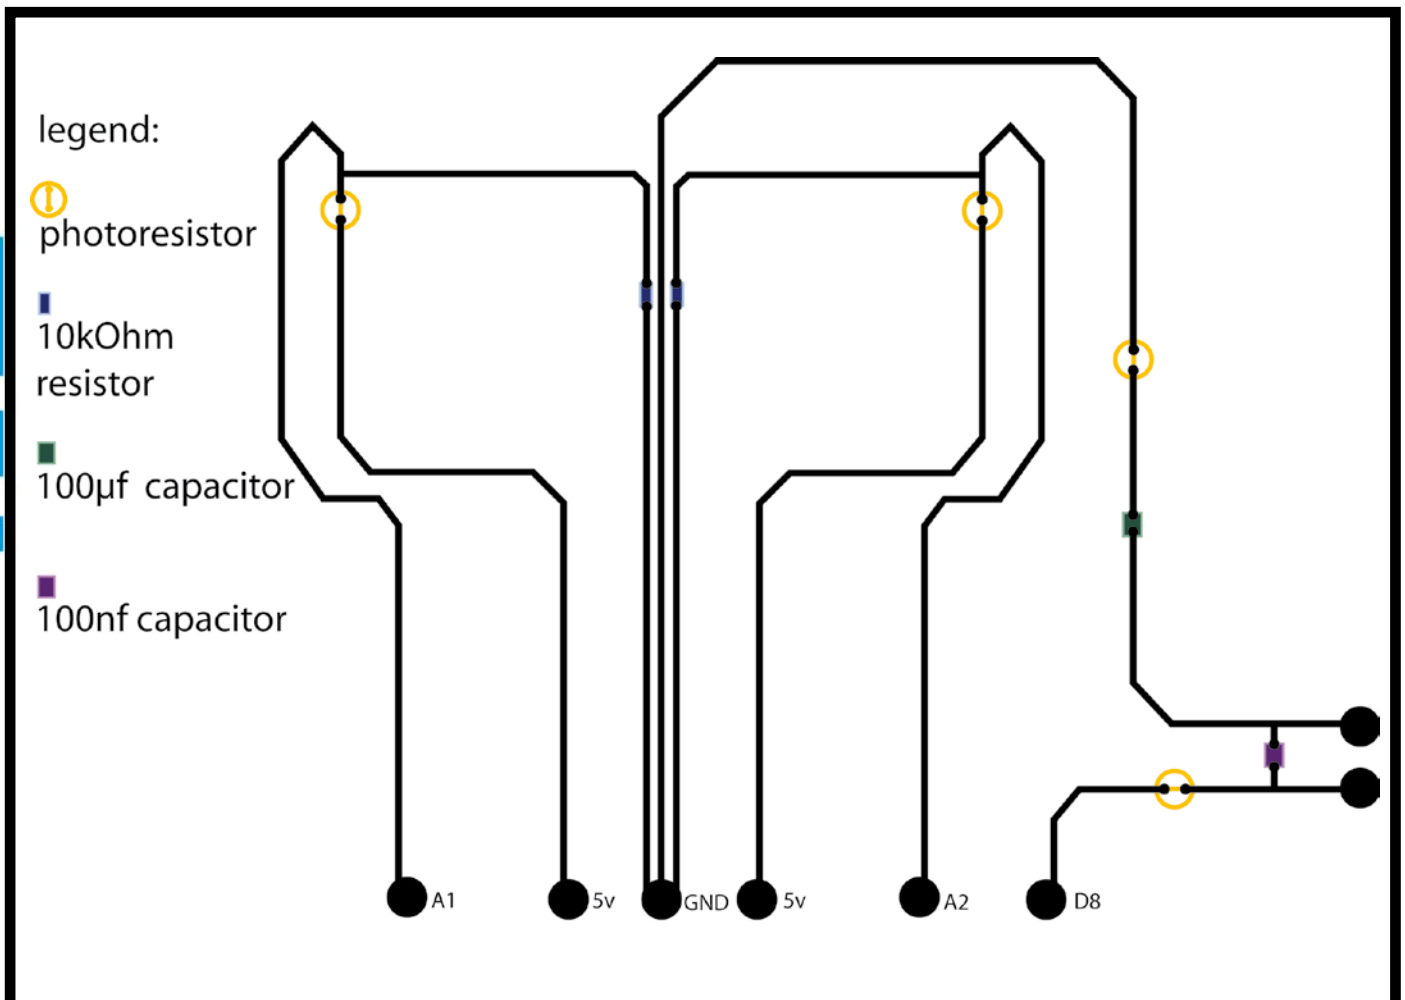 legend:
photoresistor
10kOhm
resistor
100µf  capacitor
100nf capacitor
A1
5v
GND
5v
A2
D8